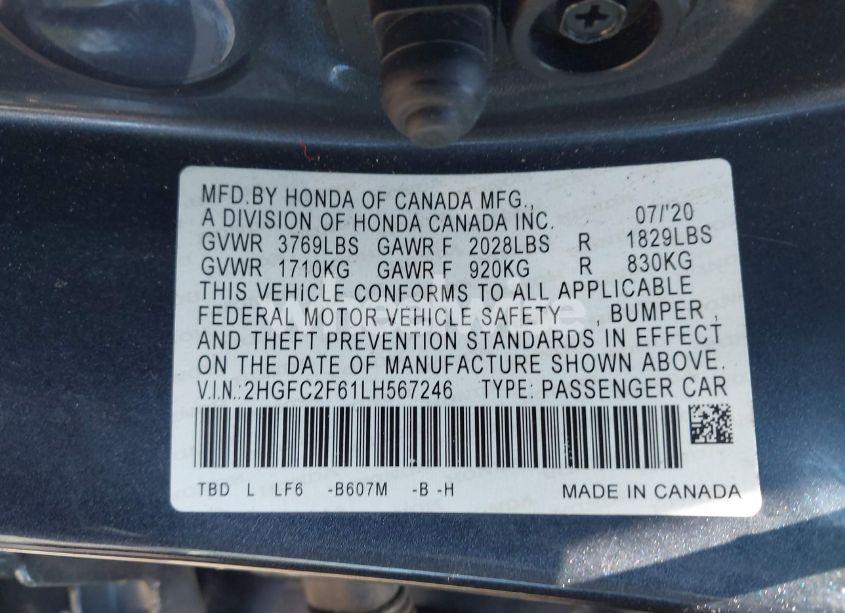 MFD.BY HONDA OF CANADA MFG.,
A DIVISION OF HONDA CANADA INC. 07/'20
GVWR 3769LBS GAWR F 2028LBS R 1829LBS
GVWR 1710KG GAWR F 920KG R 830KG
THIS VEHICLE CONFORMS TO ALL APPLICABLE
FEDERAL MOTOR VEHICLE SAFETY , BUMPER ,
AND THEFT PREVENTION STANDARDS IN EFFECT
ON THE DATE OF MANUFACTURE SHOWN ABOVE.
V.I.N.: 2HGFC2F61LH567246 TYPE: PASSENGER CAR
TBD L LF6 -B607M -B -H MADE IN CANADA